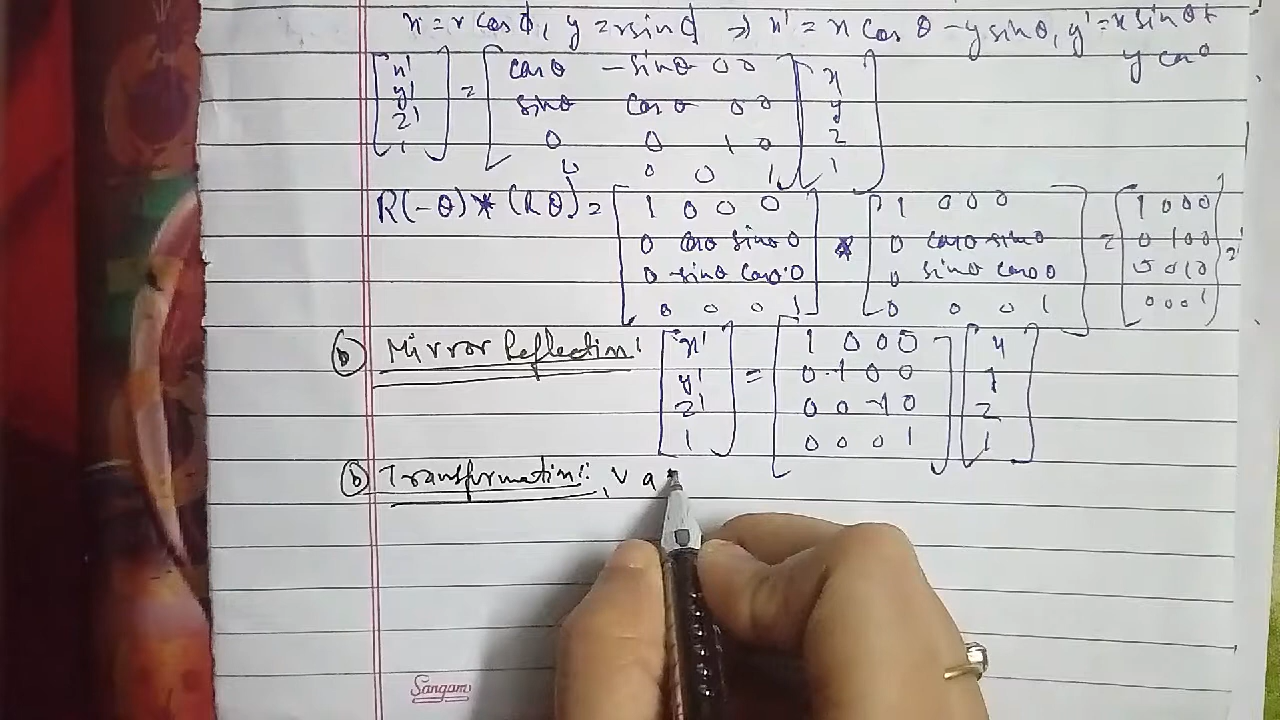 x = r cos ϕ, y = r sin ϕ → x' = x cos θ - y sin θ, y' = x sin θ +
y cos θ
[x' y' z' 1] = [cos θ - sin θ 0 0
sin θ cos θ 0 0
0 0 1 0
0 0 0 1] [x y z 1]
R(-θ) * (R θ) = [1 0 0 0
0 cos θ sin θ 0
0 -sin θ cos θ 0
0 0 0 1] * [1 0 0 0
0 cos θ -sin θ
0 sin θ cos θ 0
0 0 0 1] = [1 0 0 0
0 1 0 0
0 0 1 0
0 0 0 1]
Mirror Reflection: [x' y' z' 1] = [1 0 0 0
0 -1 0 0
0 0 -1 0
0 0 0 1] [x y z 1]
Transformation: v a
Sangam